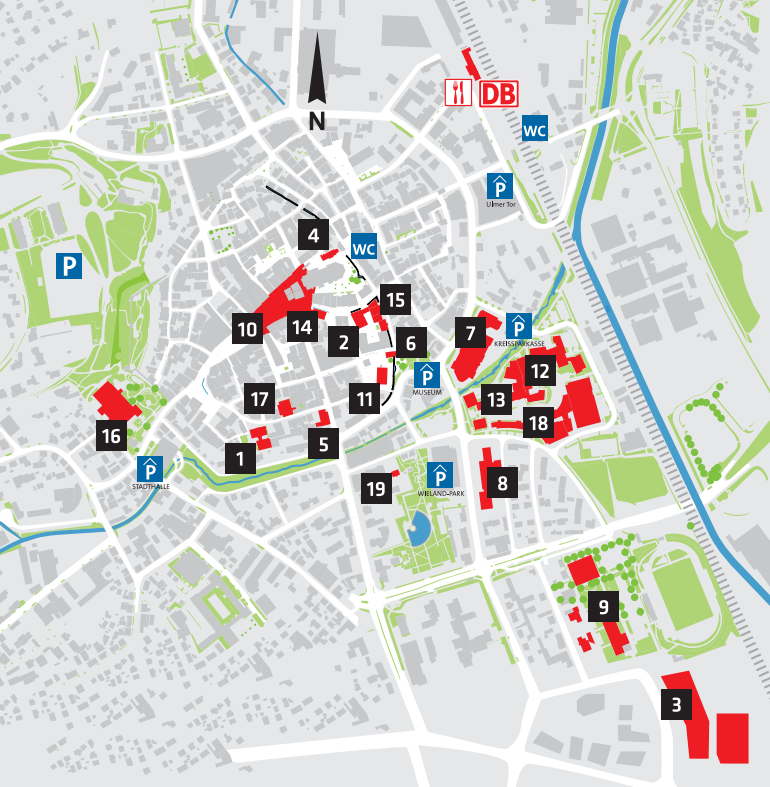 DB
N
WC
P
Ulmer Tor
4
WC
P
15
10
14
2
6
7
P
KREISSPARKASSE
12
P
MUSEUM
17
11
13
18
16
1
5
P
STADTHALLE
19
P
WIELAND-PARK
8
9
3